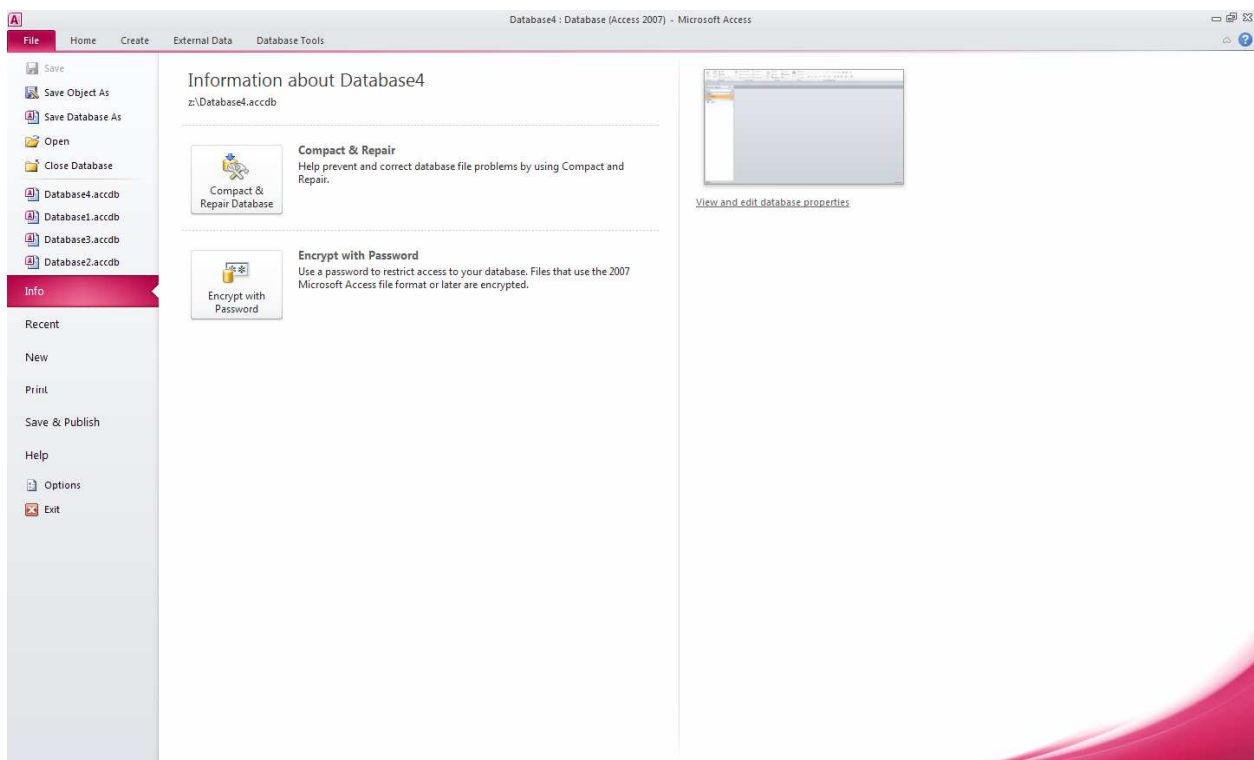 Database4 : Database (Access 2007) - Microsoft Access
File Home Create External Data Database Tools
Save
Save Object As
Save Database As
Open
Close Database
Database4.accdb
Database1.accdb
Database3.accdb
Database2.accdb
Info
Recent
New
Print
Save & Publish
Help
Options
Exit
Information about Database4
z:\Database4.accdb
Compact &
Repair Database
Compact & Repair
Help prevent and correct database file problems by using Compact and
Repair.
Encrypt with
Password
Encrypt with Password
Use a password to restrict access to your database. Files that use the 2007
Microsoft Access file format or later are encrypted.
View and edit database properties